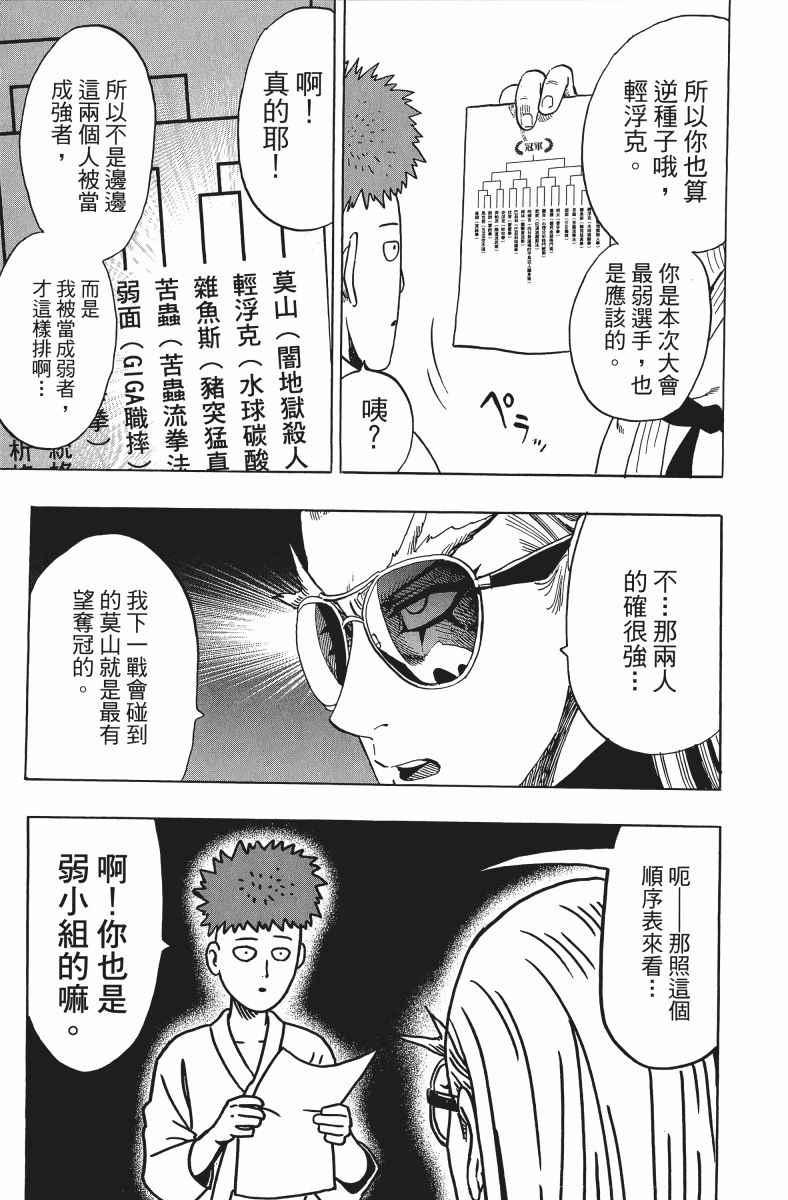 所以你也算
逆種子哦，
輕浮克。
你是本次大會
最弱選手，也
是應該的。
冠軍
ペラ
咦？
啊！
真的耶！
莫山（闇地獄殺人
輕浮克（水球碳酸
雜魚斯（豬突猛直
苦蟲（苦蟲流拳法
弱面（GIGA職摔）
拳）
所以不是邊邊
這兩個人被當
成強者，
而是
我被當成弱者，
才這樣排啊…
不…那兩人
的確很強…
我下一戰會碰到
的莫山就是最有
望奪冠的。
呃——那照這個
順序表來看…
啊！你也是
弱小組的嘛。